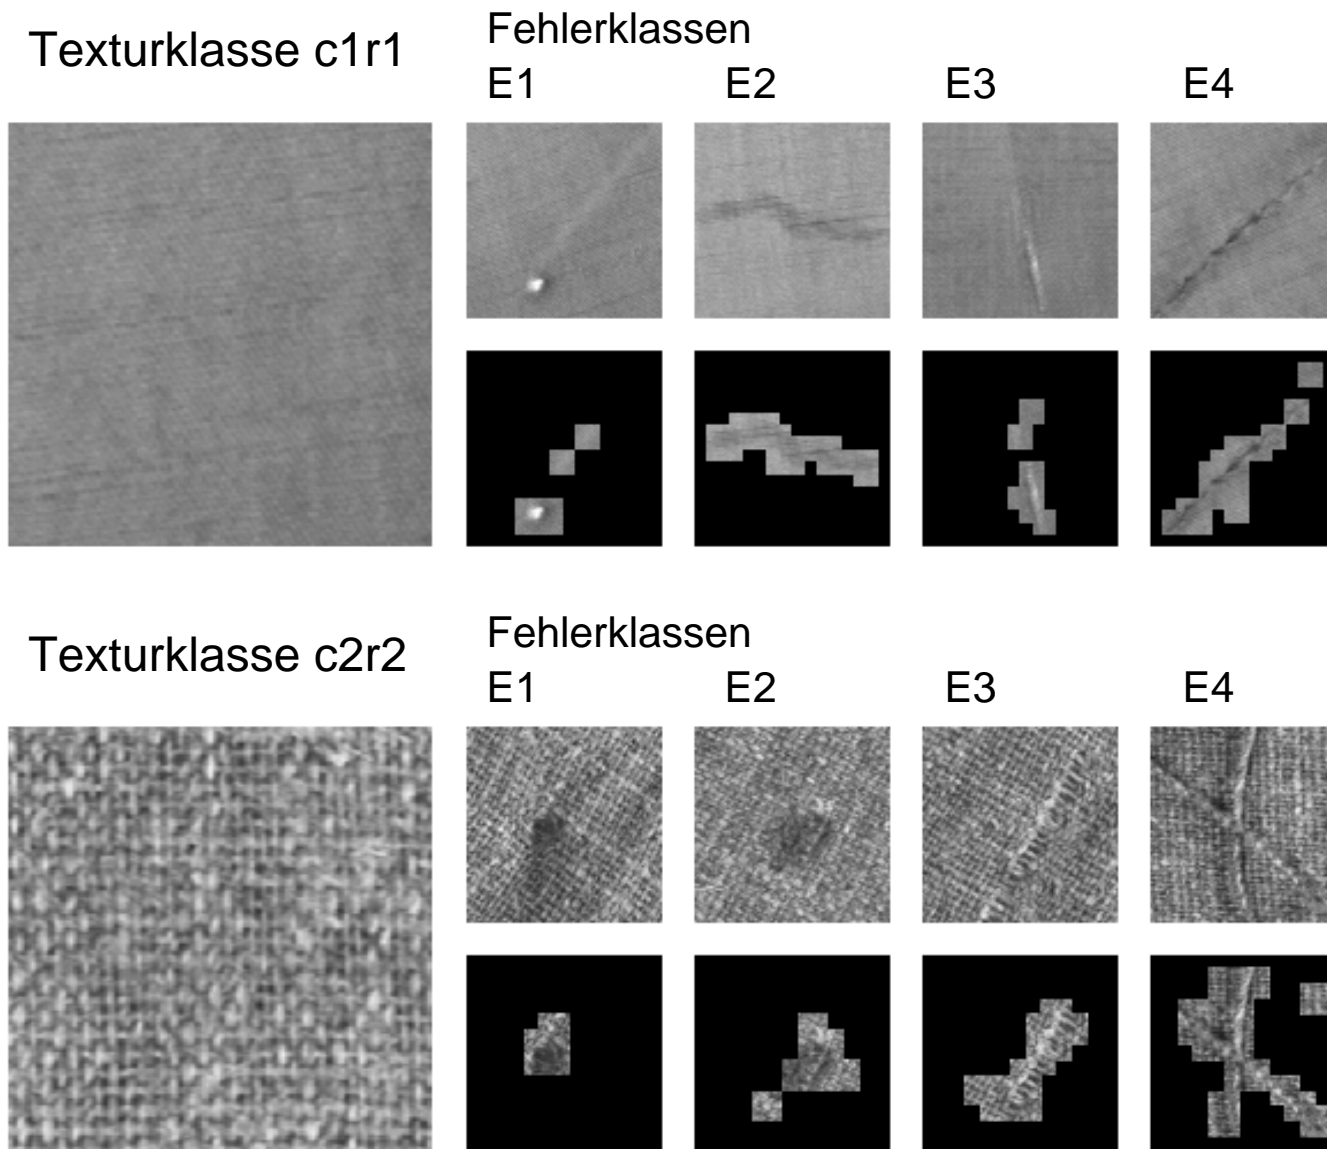 Texturklasse c1r1
Fehlerklassen
E1 E2 E3 E4
Texturklasse c2r2
Fehlerklassen
E1 E2 E3 E4